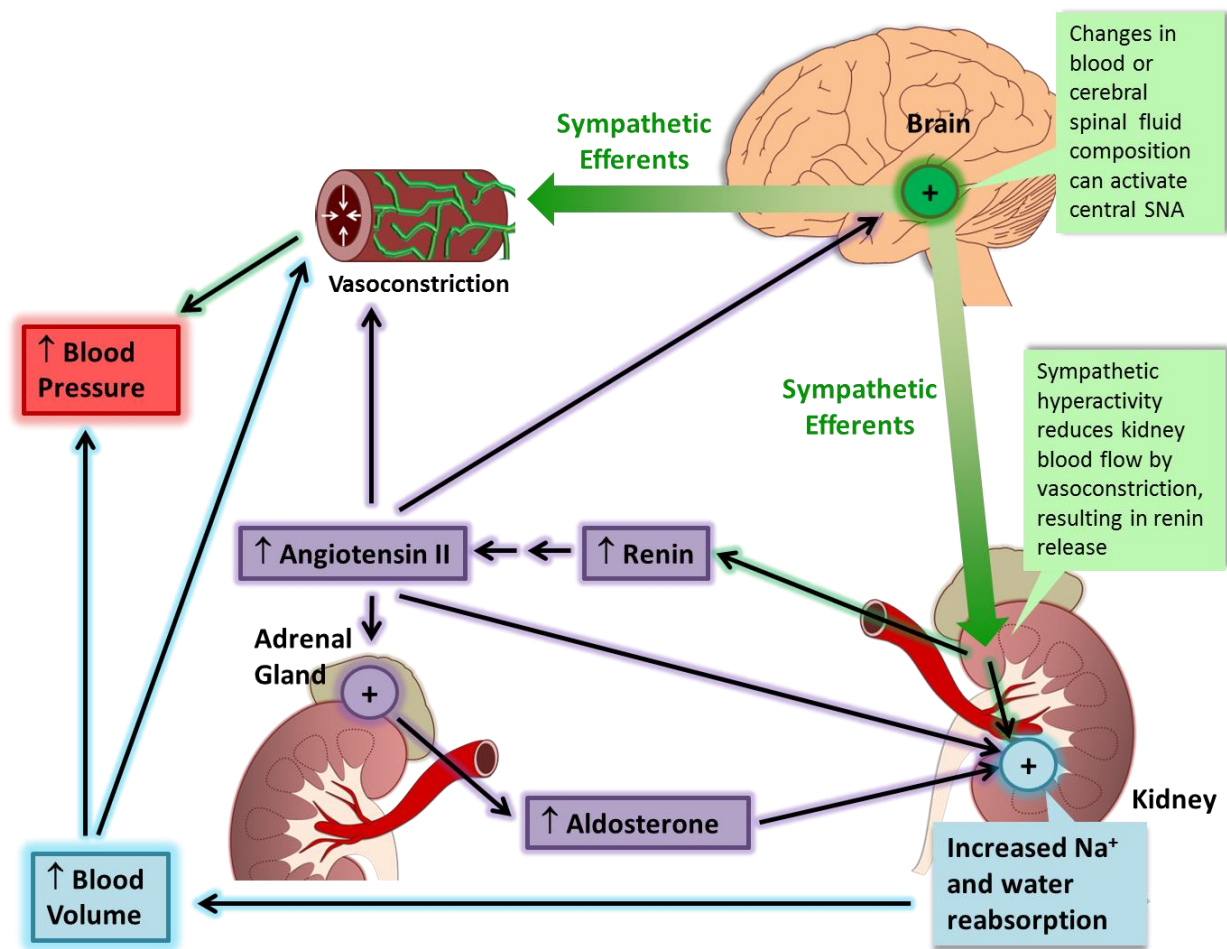 Changes in
blood or
cerebral
spinal fluid
composition
can activate
central SNA
Brain
+
Sympathetic
Efferents
Vasoconstriction
↑ Blood
Pressure
Sympathetic
Efferents
Sympathetic
hyperactivity
reduces kidney
blood flow by
vasoconstriction,
resulting in renin
release
↑ Angiotensin II
↑ Renin
Adrenal
Gland
+
↑ Aldosterone
+
Kidney
Increased Na⁺
and water
reabsorption
↑ Blood
Volume